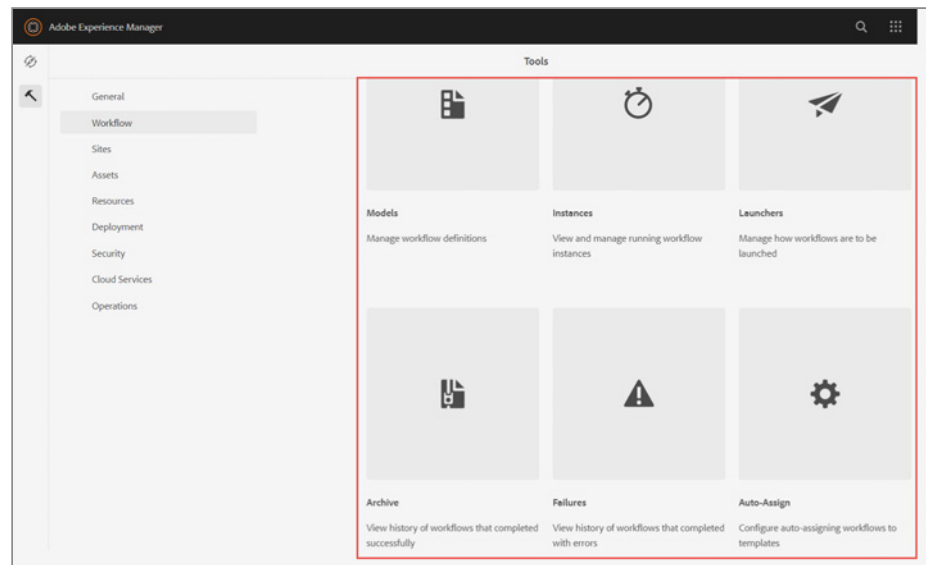 Adobe Experience Manager
Tools
General
Workflow
Sites
Assets
Resources
Deployment
Security
Cloud Services
Operations
Models
Manage workflow definitions
Instances
View and manage running workflow
instances
Launchers
Manage how workflows are to be
launched
Archive
View history of workflows that completed
successfully
Failures
View history of workflows that completed
with errors
Auto-Assign
Configure auto-assigning workflows to
templates